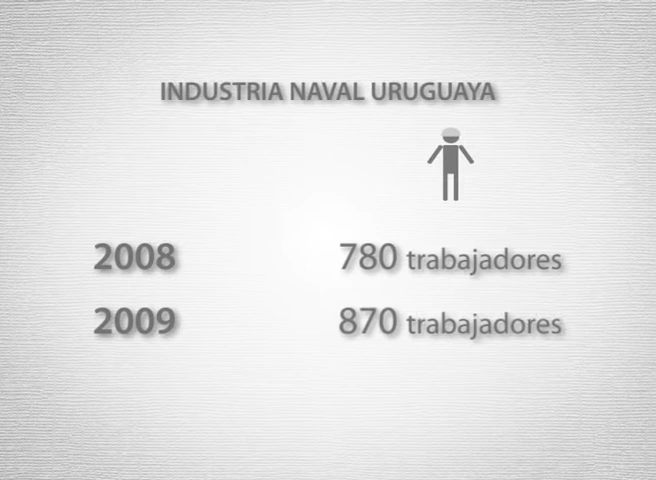 INDUSTRIA NAVAL URUGUAYA
2008 780 trabajadores
2009 870 trabajadores